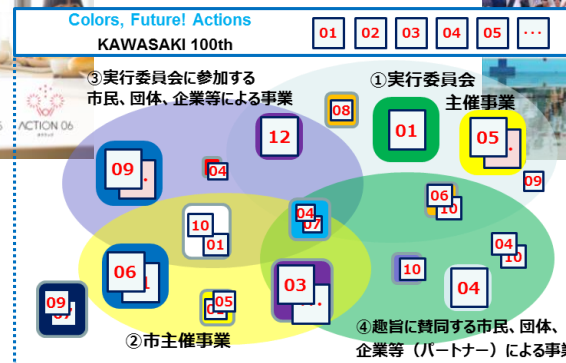 Colors, Future! Actions
KAWASAKI 100th
01 02 03 04 05 ...
③実行委員会に参加する
市民、団体、企業等による事業
①実行委員会
主催事業
ACTION 06
08
12
01
05
09
04
09
06
10
04
07
10
01
04
10
10
06
03
04
05
09
②市主催事業
④趣旨に賛同する市民、団体、
企業等（パートナー）による事業